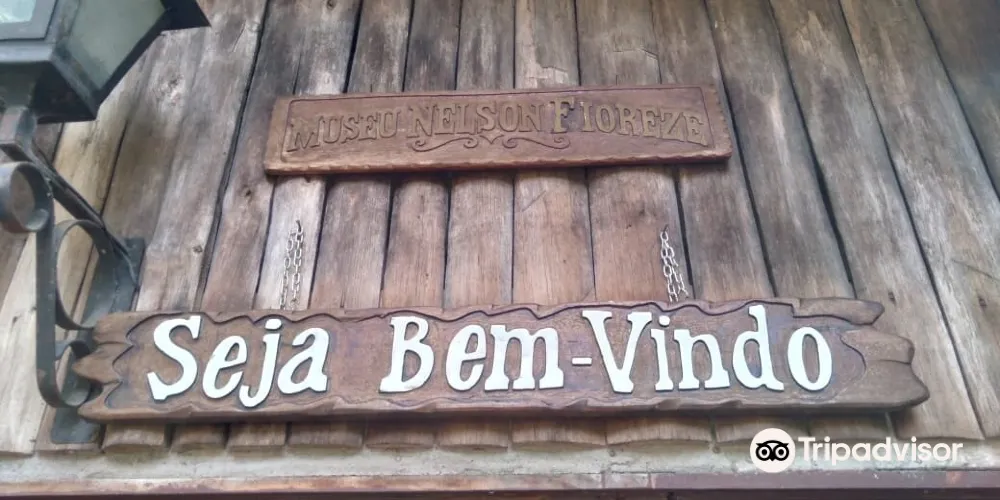 MUSEU NELSON FIOREZE
Seja Bem-Vindo
Tripadvisor